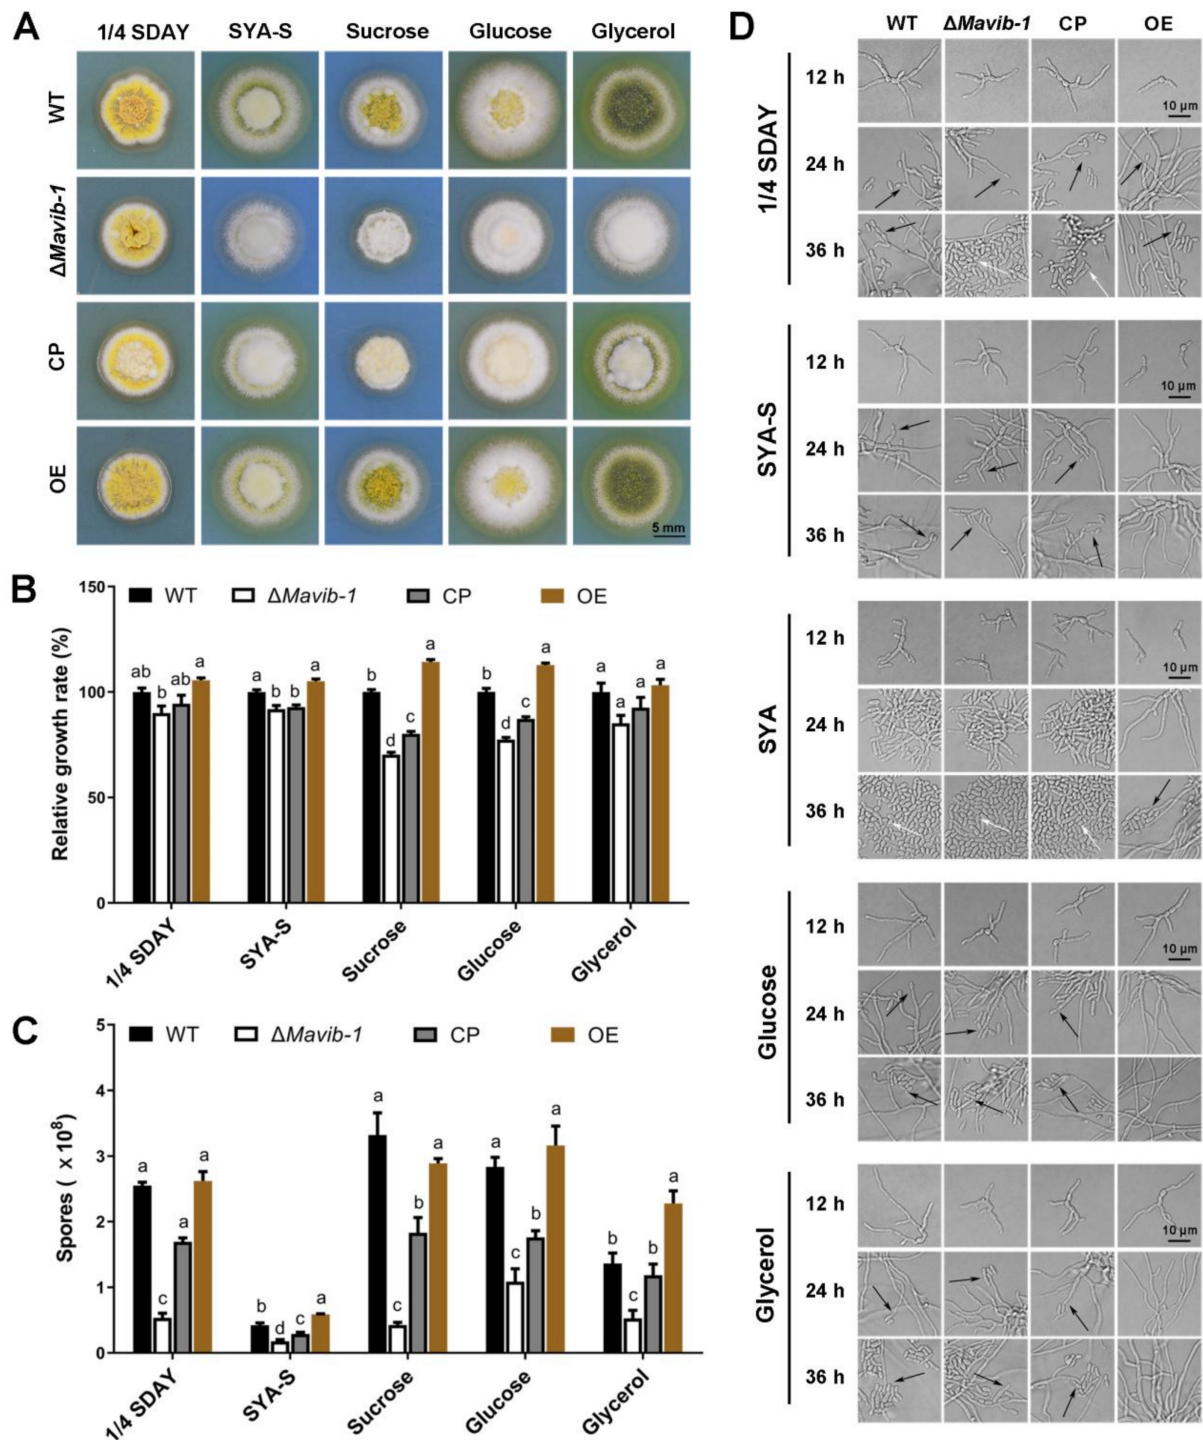 A
1/4 SDAY SYA-S Sucrose Glucose Glycerol
WT
ΔMavib-1
CP
OE
5 mm
B
150
100
50
0
Relative growth rate (%)
WT ΔMavib-1 CP OE
ab b ab a
a b b a
b d c a
b d c a
a a a a
1/4 SDAY SYA-S Sucrose Glucose Glycerol
C
5
4
3
2
1
0
Spores ( x 10⁸)
WT ΔMavib-1 CP OE
a c a a
b d c a
a c b a
a c b a
b c b a
1/4 SDAY SYA-S Sucrose Glucose Glycerol
D
WT ΔMavib-1 CP OE
1/4 SDAY
12 h
10 µm
24 h
36 h
SYA-S
12 h
10 µm
24 h
36 h
SYA
12 h
10 µm
24 h
36 h
Glucose
12 h
10 µm
24 h
36 h
Glycerol
12 h
10 µm
24 h
36 h